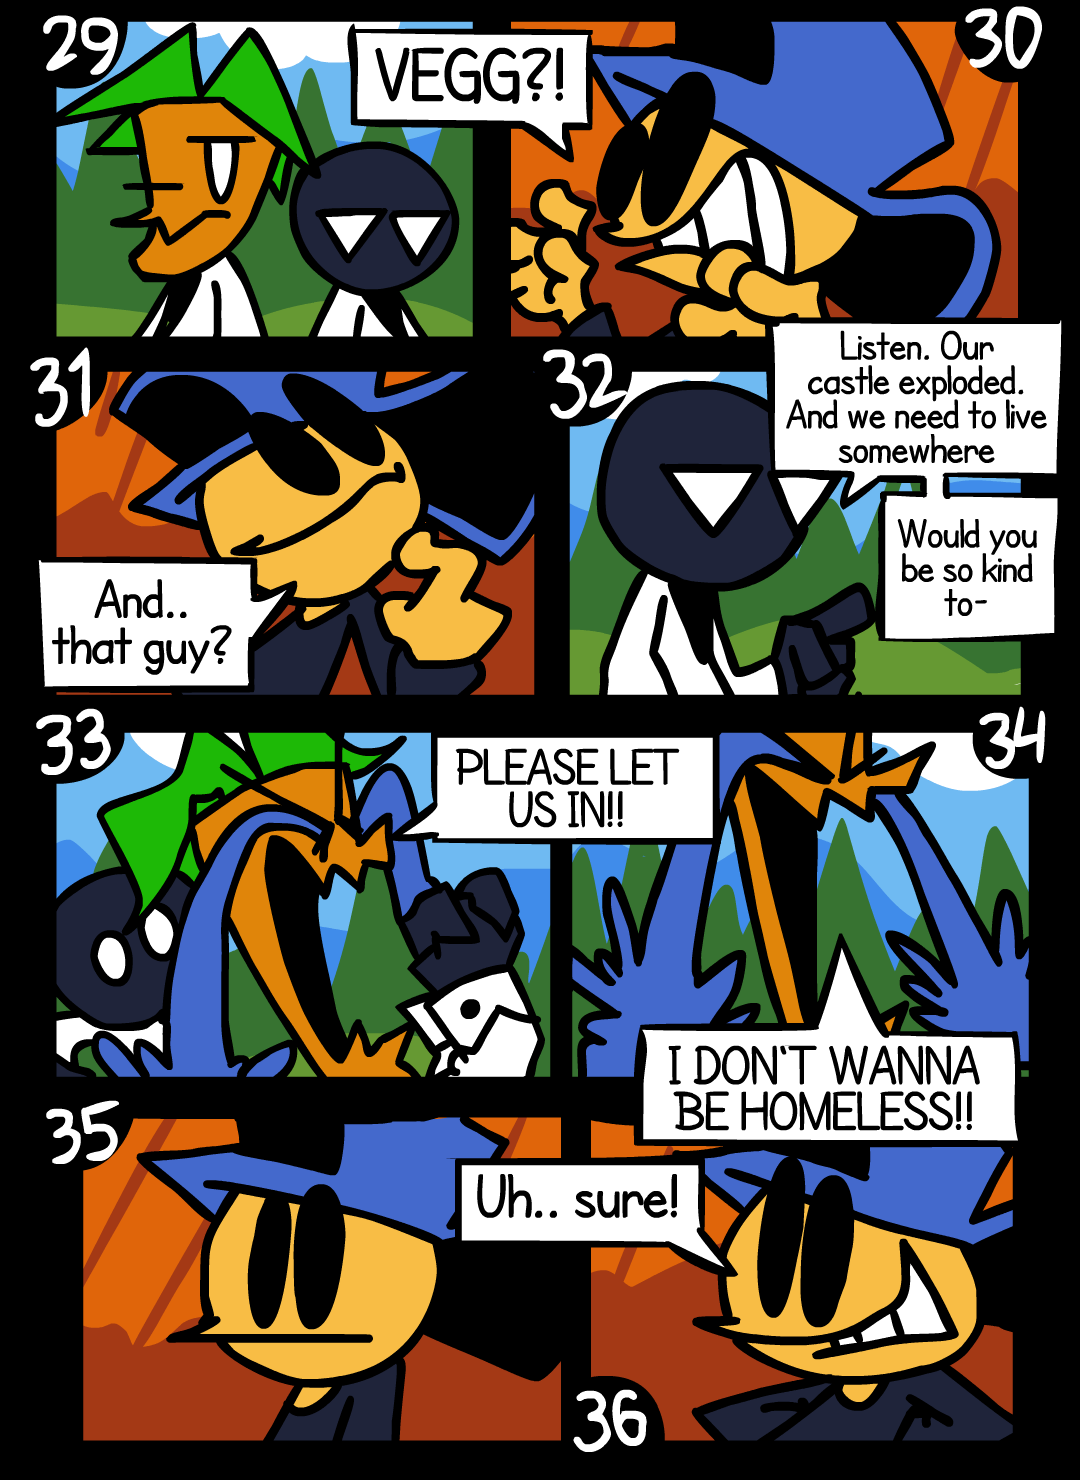 29
VEGG?!
30
31
And..
that guy?
32
Listen. Our
castle exploded.
And we need to live
somewhere
Would you
be so kind
to-
33
PLEASE LET
US IN!!
34
I DON'T WANNA
BE HOMELESS!!
35
Uh.. sure!
36